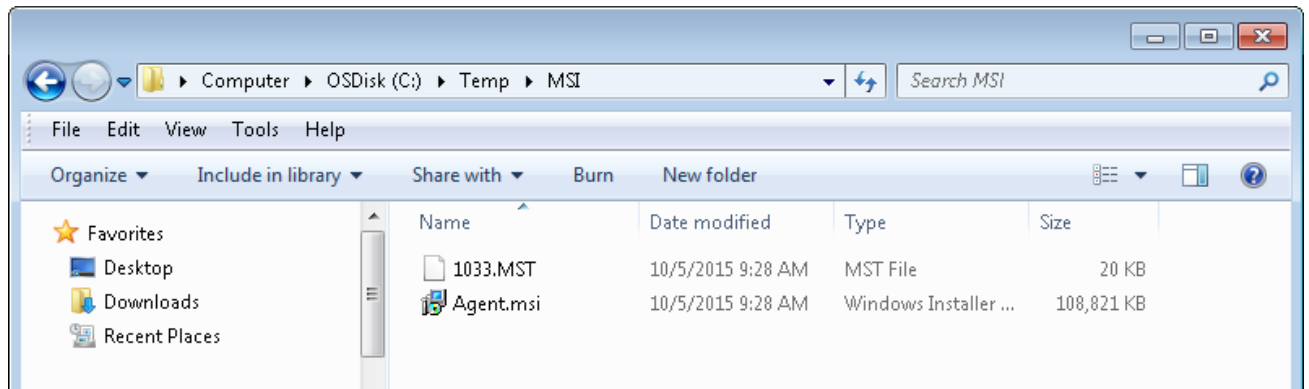 Computer OSDisk (C:) Temp MSI Search MSI
File Edit View Tools Help
Organize Include in library Share with Burn New folder
Favorites
Desktop
Downloads
Recent Places
Name Date modified Type Size
1033.MST 10/5/2015 9:28 AM MST File 20 KB
Agent.msi 10/5/2015 9:28 AM Windows Installer ... 108,821 KB